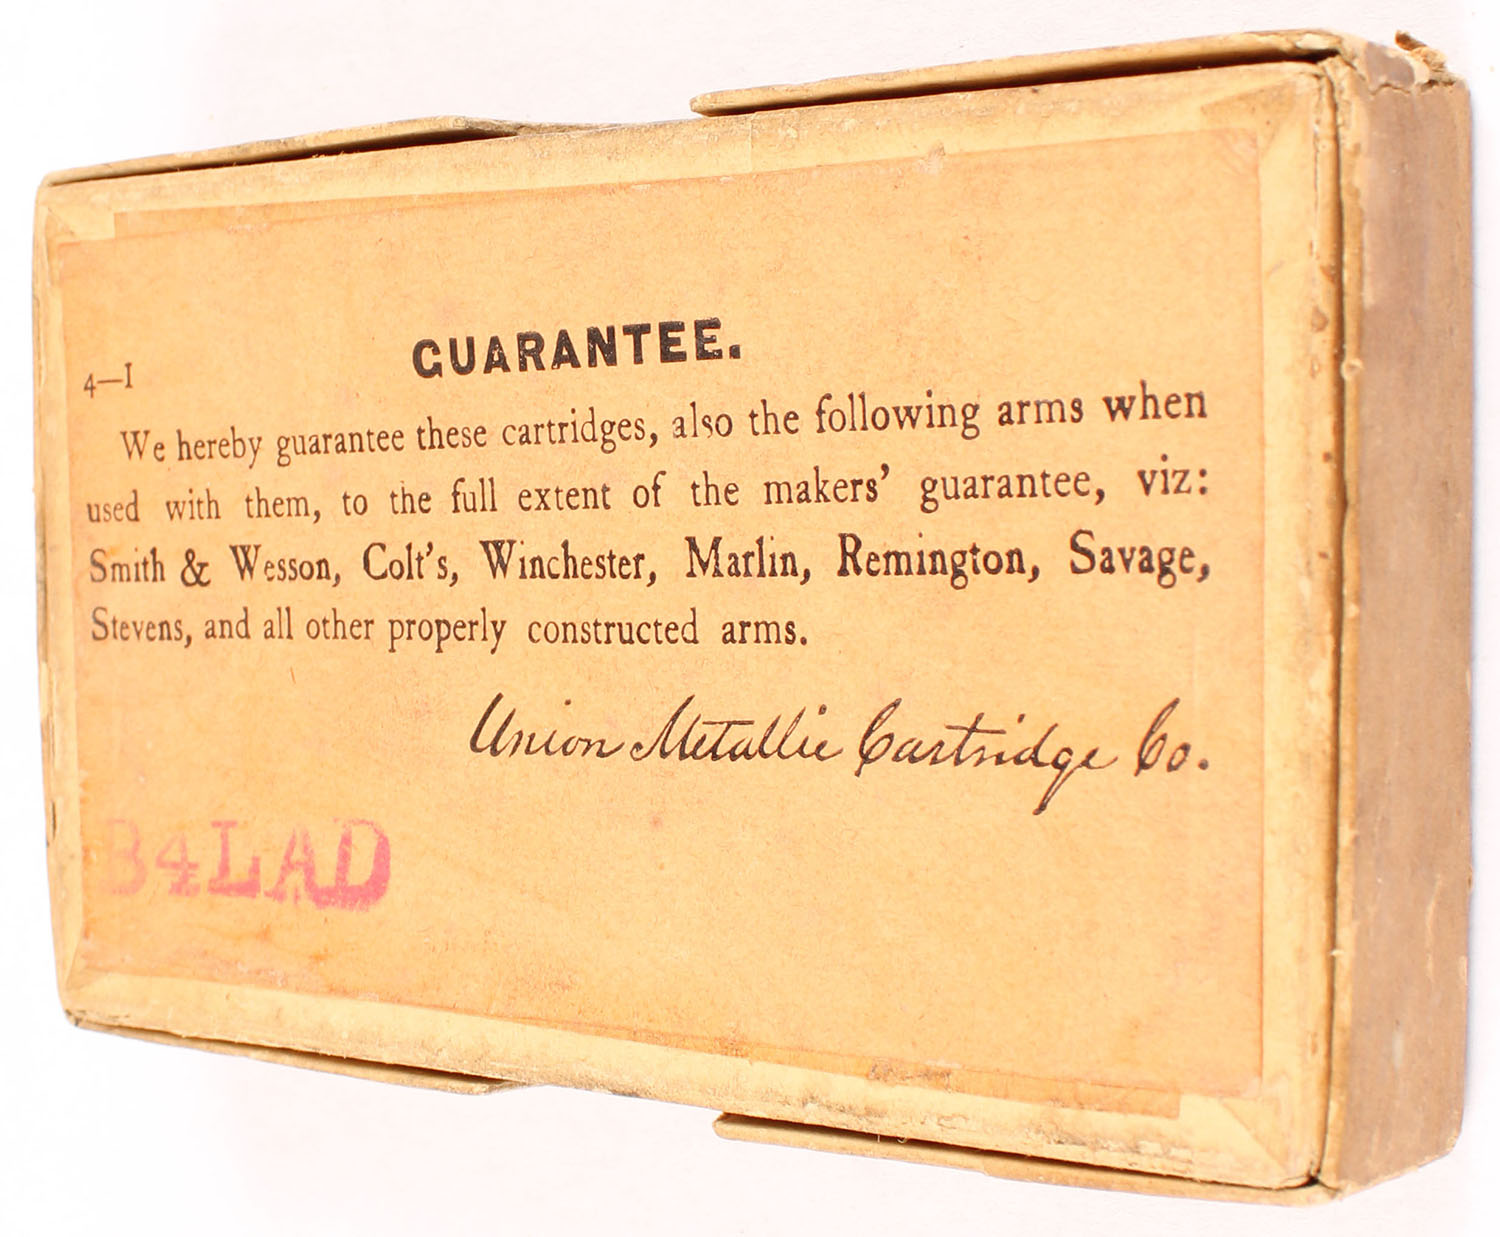 GUARANTEE.
4—1
We hereby guarantee these cartridges, also the following arms when
used with them, to the full extent of the makers' guarantee, viz:
Smith & Wesson, Colt's, Winchester, Marlin, Remington, Savage,
Stevens, and all other properly constructed arms.
Union Metallic Cartridge Co.
B4LAD